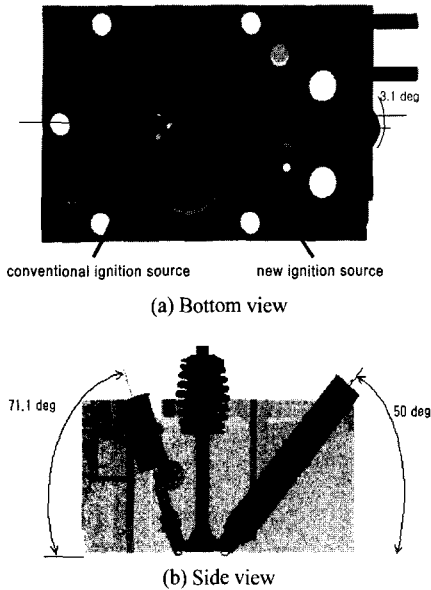 3.1 deg
conventional ignition source
new ignition source
(a) Bottom view
71.1 deg
50 deg
(b) Side view